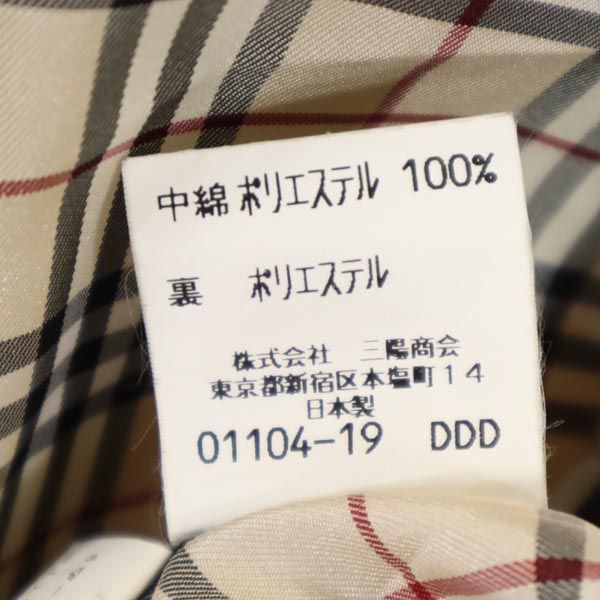 中綿 ポリエステル 100%
裏 ポリエステル
株式会社 三陽商会
東京都新宿区本塩町14
日本製
01104-19 DDD